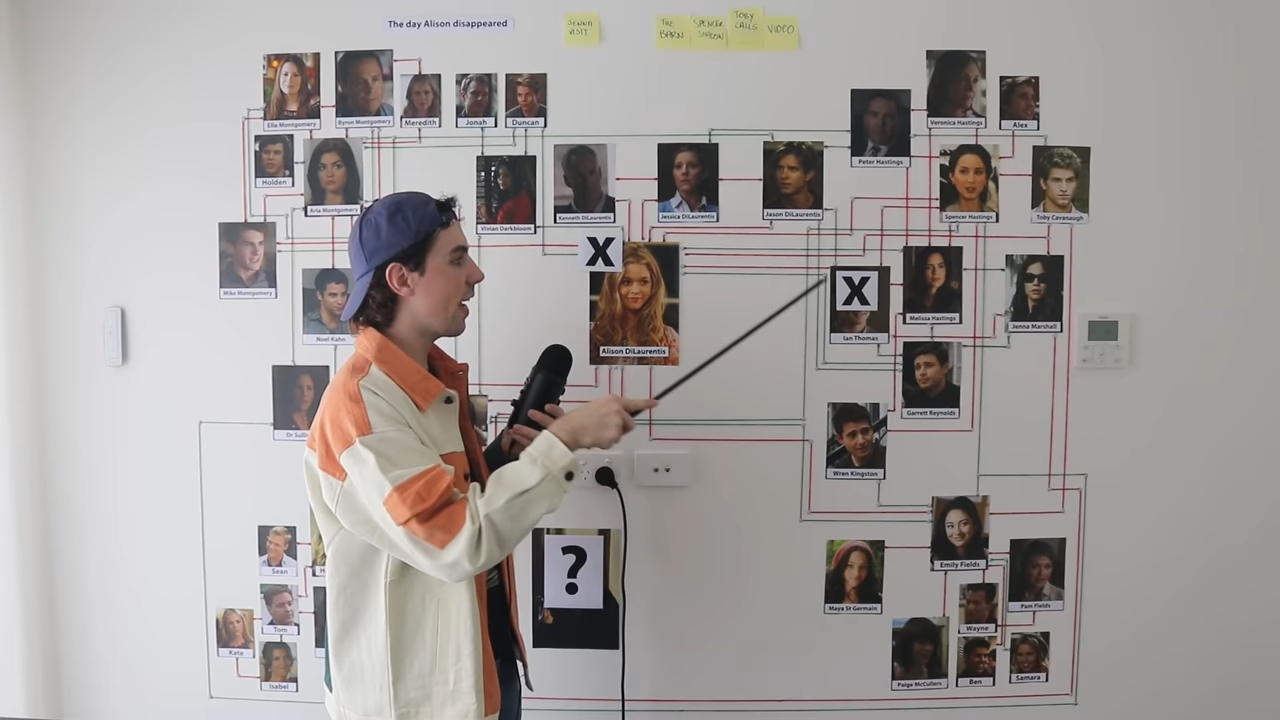 The day Alison disappeared
JENNA
VISIT
THE
BARN
SPENCER
SHADOW
TOBY
CALLS
VIDEO
Ella Montgomery
Byron Montgomery
Meredith
Jonah
Duncan
Veronica Hastings
Alex
Peter Hastings
Holden
Aria Montgomery
Vivian Darkbloom
Kenneth DiLaurentis
Jessica DiLaurentis
Jason DiLaurentis
Spencer Hastings
Toby Cavanaugh
X
Mike Montgomery
Noel Kahn
Alison DiLaurentis
X
Ian Thomas
Melissa Hastings
Jenna Marshall
Garrett Reynolds
Dr Sulli
Wren Kingston
?
Emily Fields
Sean
H
Maya St Germain
Pam Fields
Tom
Wayne
Kate
Isabel
Paige McCullers
Ben
Samara